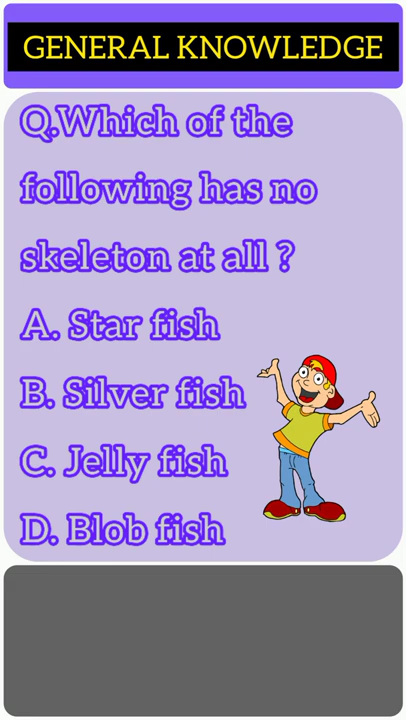 GENERAL KNOWLEDGE
Q.Which of the
following has no
skeleton at all ?
A. Star fish
B. Silver fish
C. Jelly fish
D. Blob fish